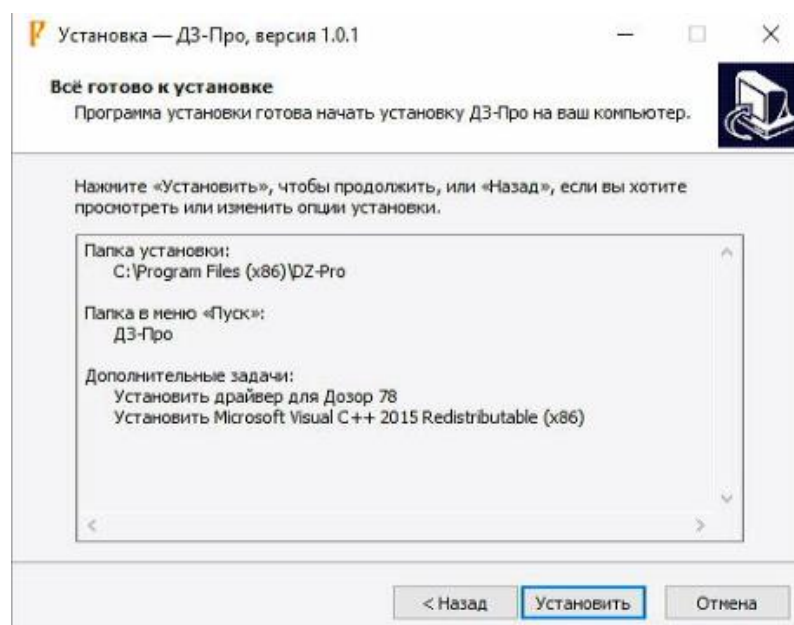 Установка — ДЗ-Про, версия 1.0.1
Всё готово к установке
Программа установки готова начать установку ДЗ-Про на ваш компьютер.
Нажмите «Установить», чтобы продолжить, или «Назад», если вы хотите
просмотреть или изменить опции установки.
Папка установки:
C:\Program Files (x86)\DZ-Pro
Папка в меню «Пуск»:
ДЗ-Про
Дополнительные задачи:
Установить драйвер для Дозор 78
Установить Microsoft Visual C++ 2015 Redistributable (x86)
< Назад
Установить
Отмена